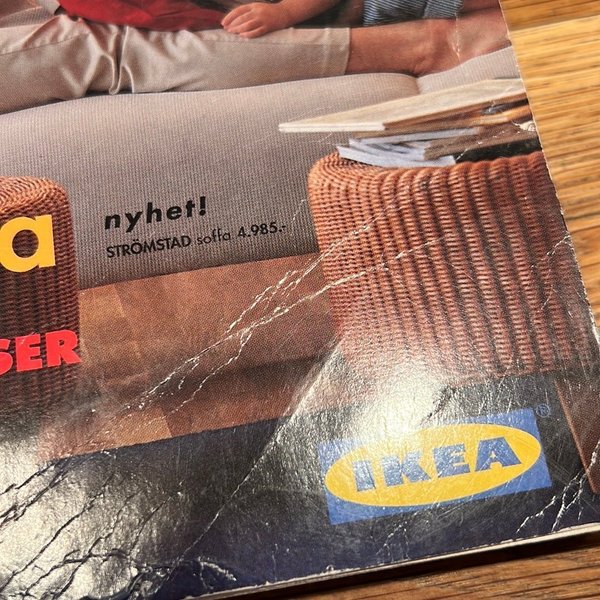 nyhet!
STRÖMSTAD soffa 4.985.-
a
SER
IKEA
®